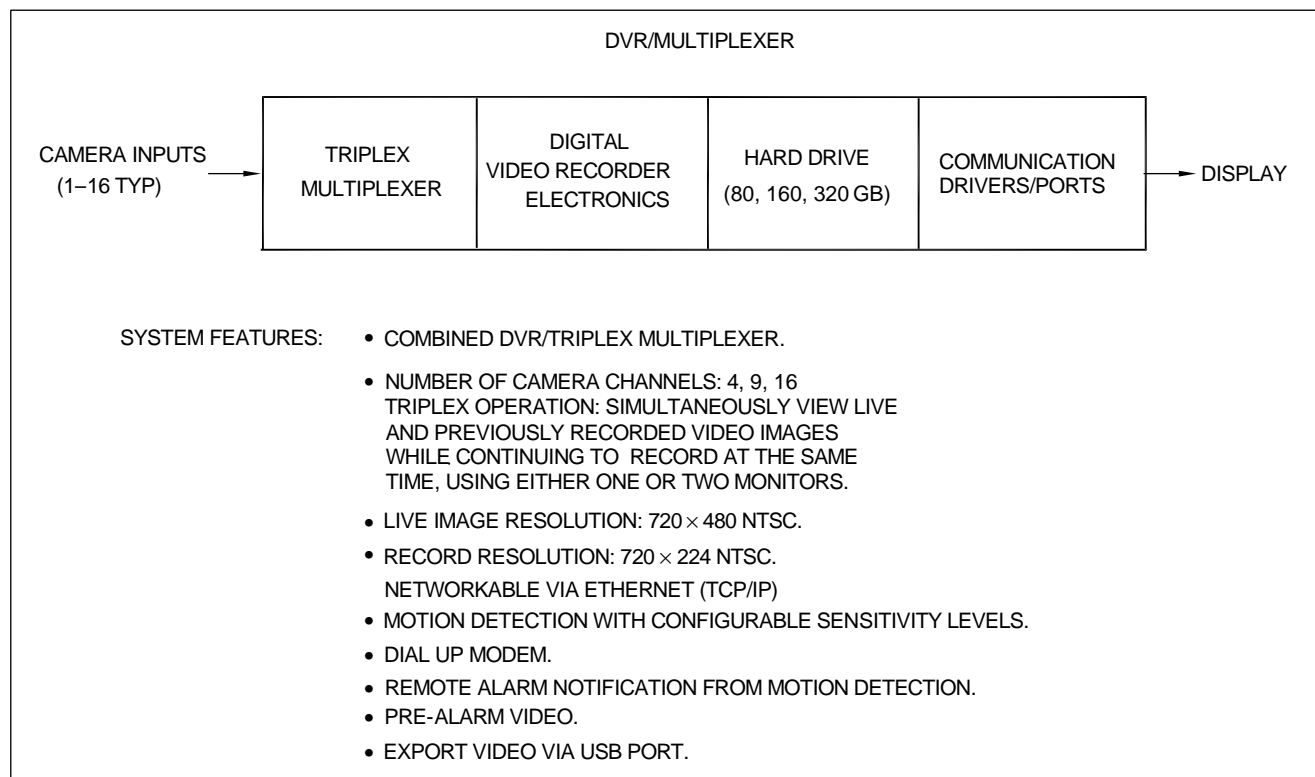 DVR/MULTIPLEXER
CAMERA INPUTS
(1–16 TYP)
TRIPLEX
MULTIPLEXER
DIGITAL
VIDEO RECORDER
ELECTRONICS
HARD DRIVE
(80, 160, 320 GB)
COMMUNICATION
DRIVERS/PORTS
DISPLAY
SYSTEM FEATURES:
• COMBINED DVR/TRIPLEX MULTIPLEXER.
• NUMBER OF CAMERA CHANNELS: 4, 9, 16
TRIPLEX OPERATION: SIMULTANEOUSLY VIEW LIVE
AND PREVIOUSLY RECORDED VIDEO IMAGES
WHILE CONTINUING TO RECORD AT THE SAME
TIME, USING EITHER ONE OR TWO MONITORS.
• LIVE IMAGE RESOLUTION: 720 × 480 NTSC.
• RECORD RESOLUTION: 720 × 224 NTSC.
NETWORKABLE VIA ETHERNET (TCP/IP)
• MOTION DETECTION WITH CONFIGURABLE SENSITIVITY LEVELS.
• DIAL UP MODEM.
• REMOTE ALARM NOTIFICATION FROM MOTION DETECTION.
• PRE-ALARM VIDEO.
• EXPORT VIDEO VIA USB PORT.